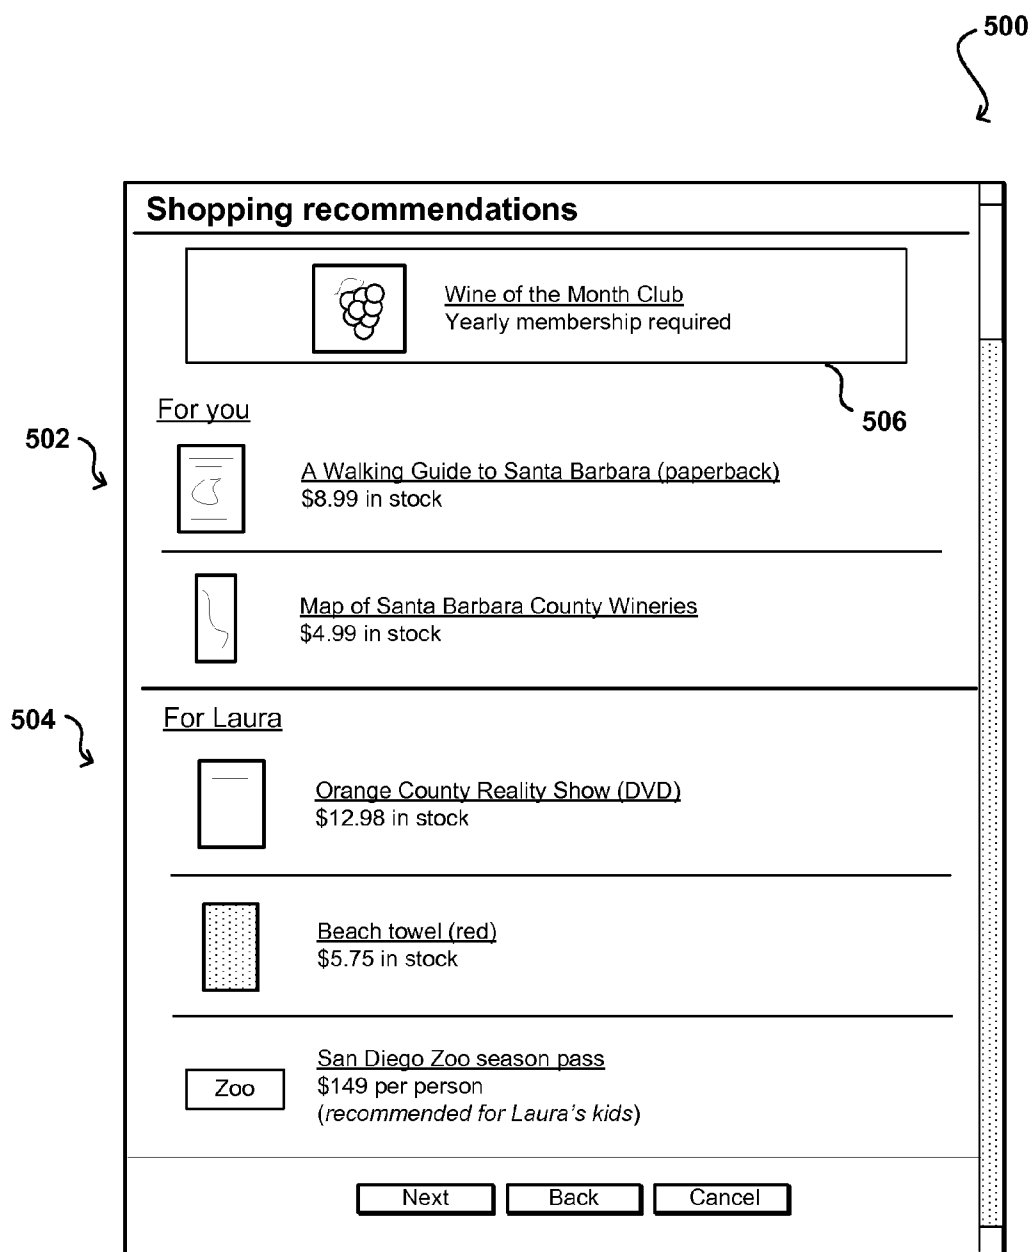 500
Shopping recommendations
Wine of the Month Club
Yearly membership required
506
For you
502
A Walking Guide to Santa Barbara (paperback)
$8.99 in stock
Map of Santa Barbara County Wineries
$4.99 in stock
504
For Laura
Orange County Reality Show (DVD)
$12.98 in stock
Beach towel (red)
$5.75 in stock
Zoo
San Diego Zoo season pass
$149 per person
(recommended for Laura's kids)
Next Back Cancel